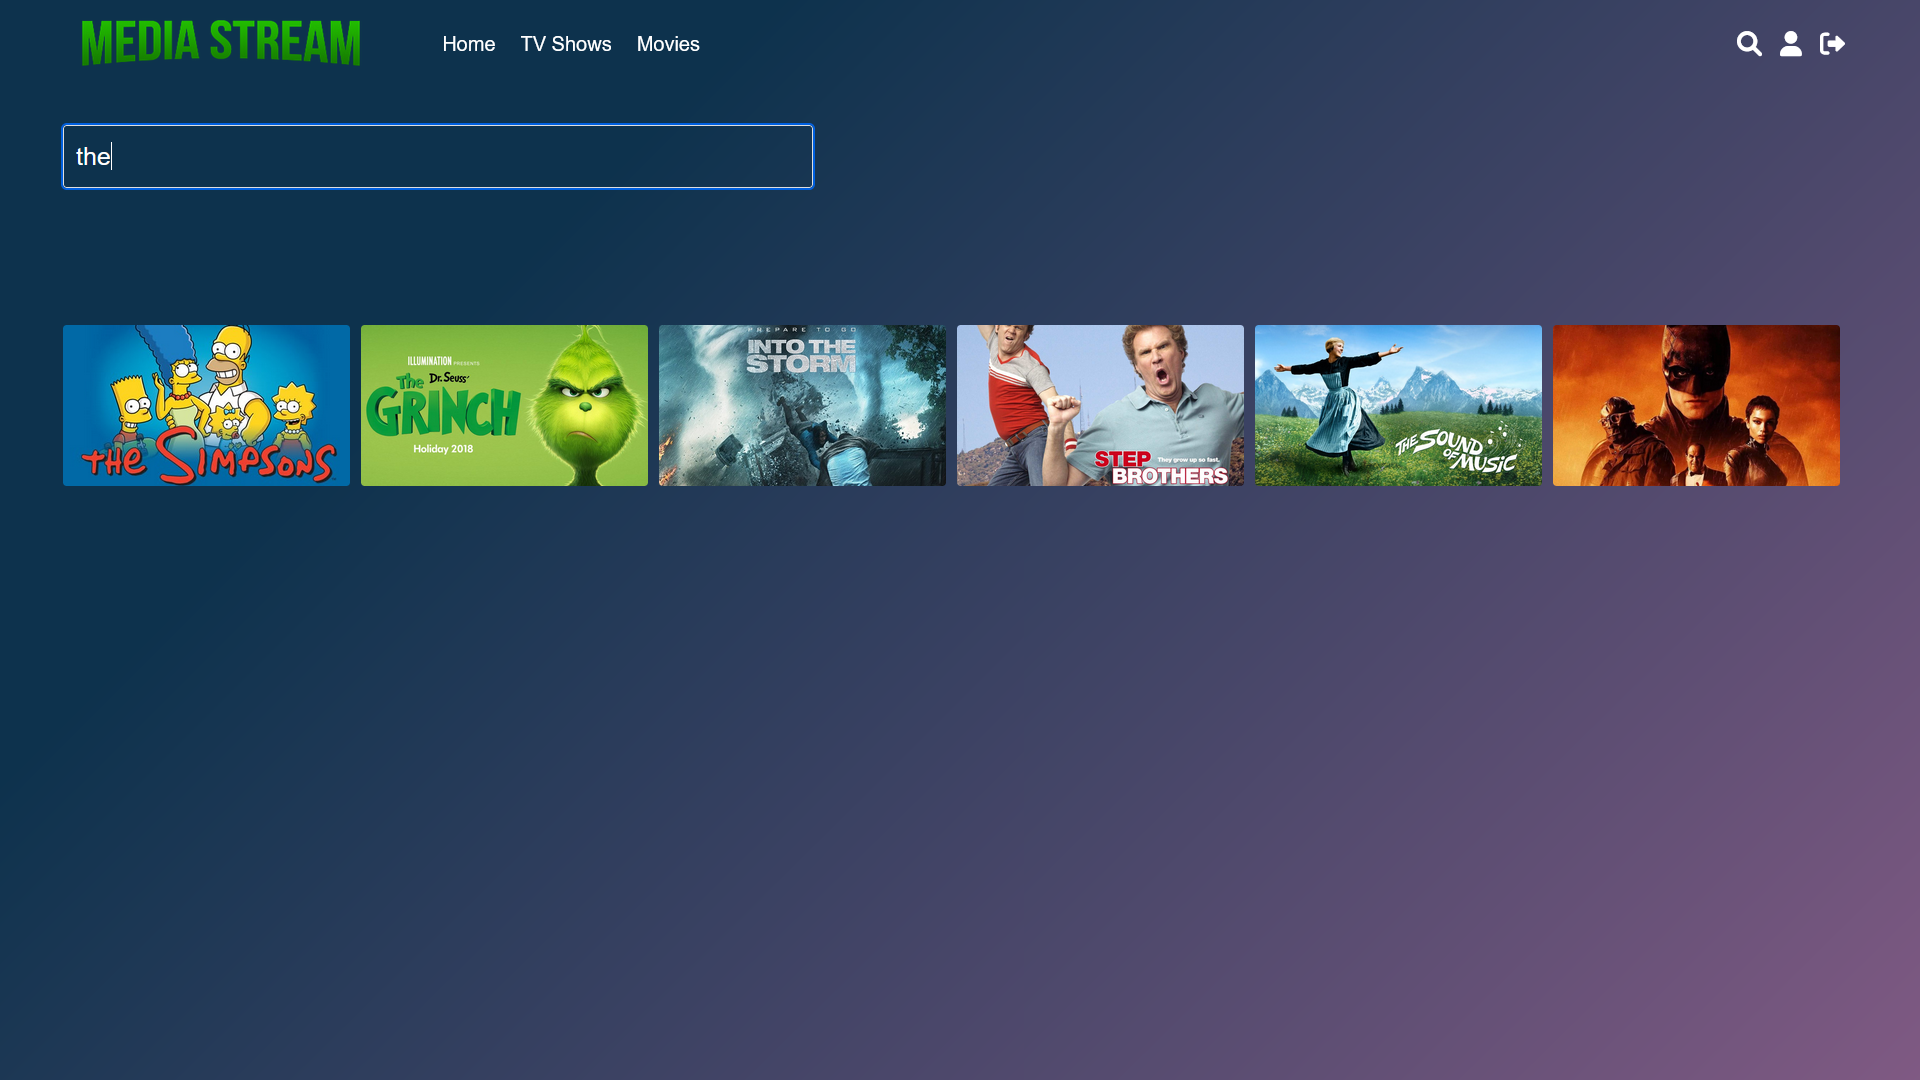 MEDIA STREAM
Home
TV Shows
Movies
the
the Simpsons
ILLUMINATION PRESENTS
The Dr. Seuss'
GRINCH
Holiday 2018
PREPARE TO GO
INTO THE
STORM
STEP They grow up so fast.
BROTHERS
THE SOUND
OF MUSIC